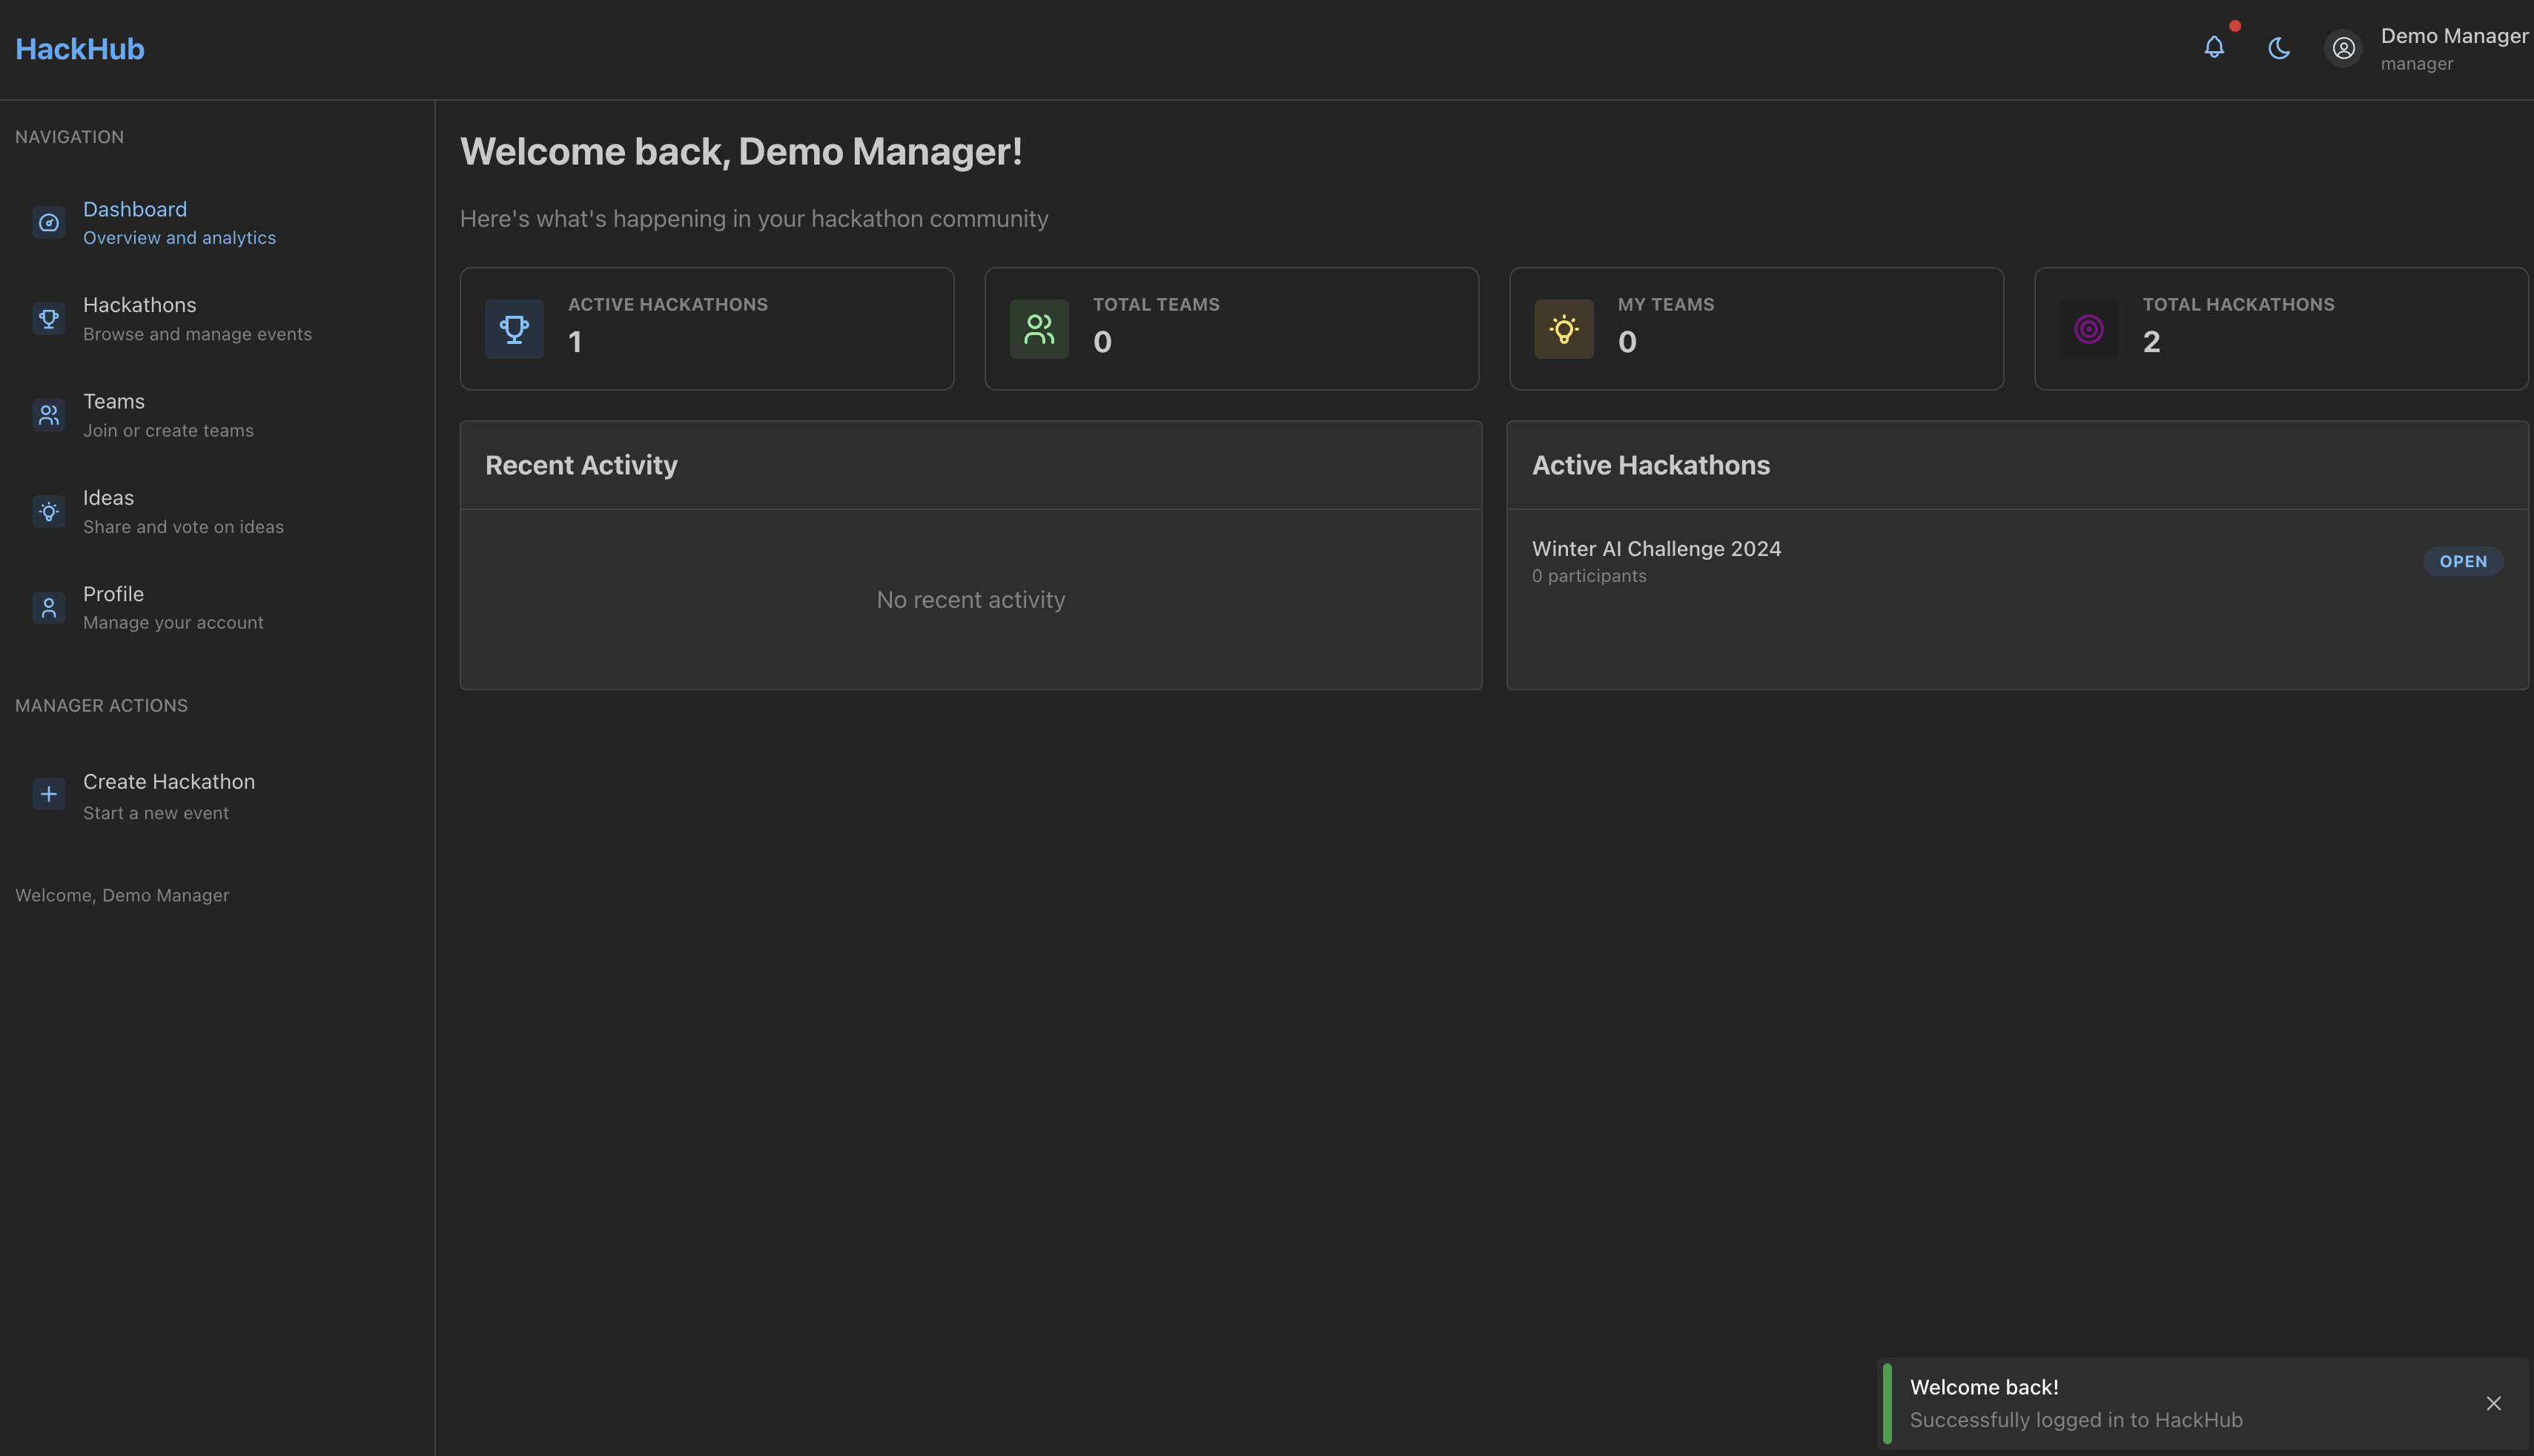 HackHub
Demo Manager
manager
NAVIGATION
Dashboard
Overview and analytics
Hackathons
Browse and manage events
Teams
Join or create teams
Ideas
Share and vote on ideas
Profile
Manage your account
MANAGER ACTIONS
Create Hackathon
Start a new event
Welcome, Demo Manager
Welcome back, Demo Manager!
Here's what's happening in your hackathon community
ACTIVE HACKATHONS
1
TOTAL TEAMS
0
MY TEAMS
0
TOTAL HACKATHONS
2
Recent Activity
No recent activity
Active Hackathons
Winter AI Challenge 2024
0 participants
OPEN
Welcome back!
Successfully logged in to HackHub